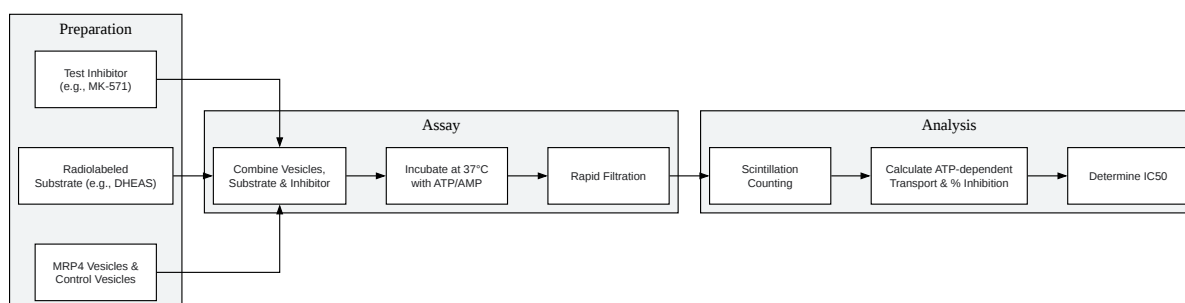 Preparation
Test Inhibitor
(e.g., MK-571)
Radiolabeled
Substrate (e.g., DHEAS)
MRP4 Vesicles &
Control Vesicles
Assay
Combine Vesicles,
Substrate & Inhibitor
Incubate at 37°C
with ATP/AMP
Rapid Filtration
Analysis
Scintillation
Counting
Calculate ATP-dependent
Transport & % Inhibition
Determine IC50